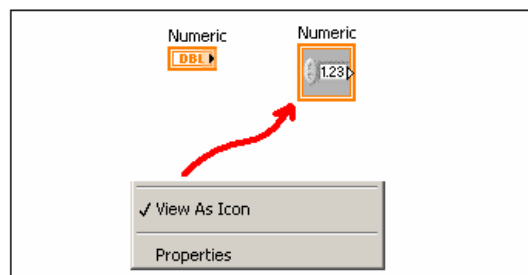 Numeric
Numeric
DBL
1.23
View As Icon
Properties